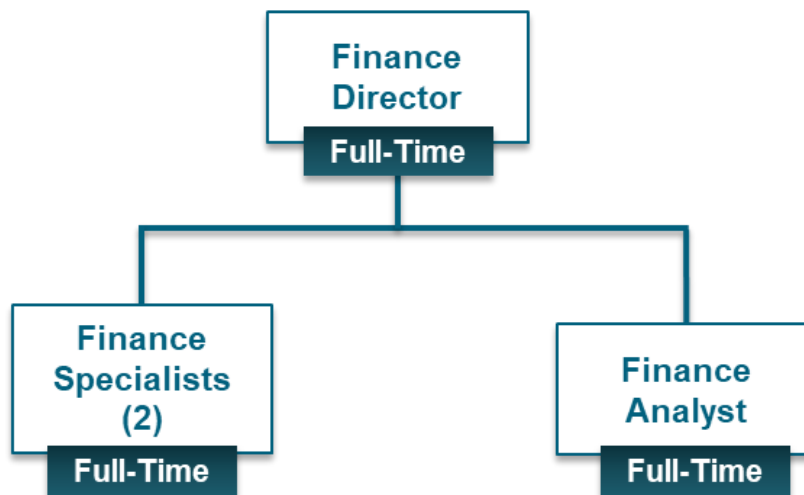 Finance
Director
Full-Time
Finance
Specialists
(2)
Full-Time
Finance
Analyst
Full-Time